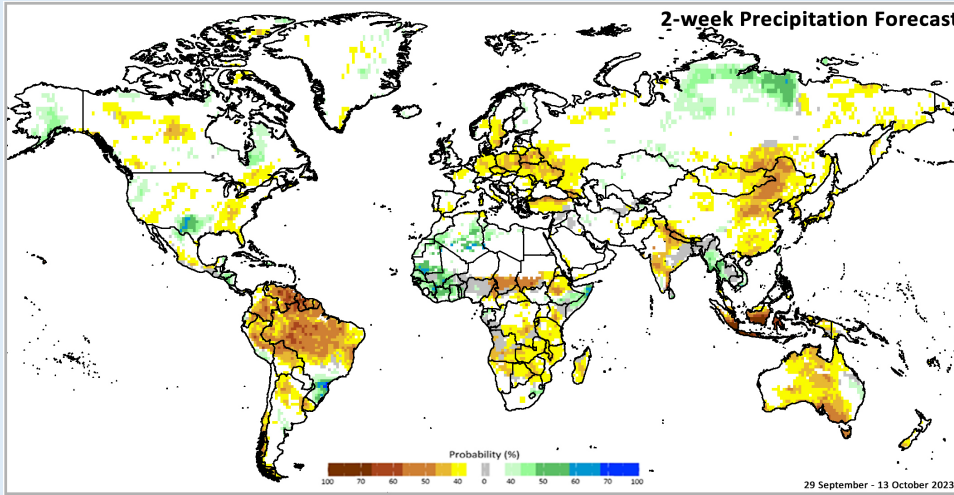 2-week Precipitation Forecast
Probability (%)
100 70 60 50 40 0 40 50 60 70 100
29 September - 13 October 2023